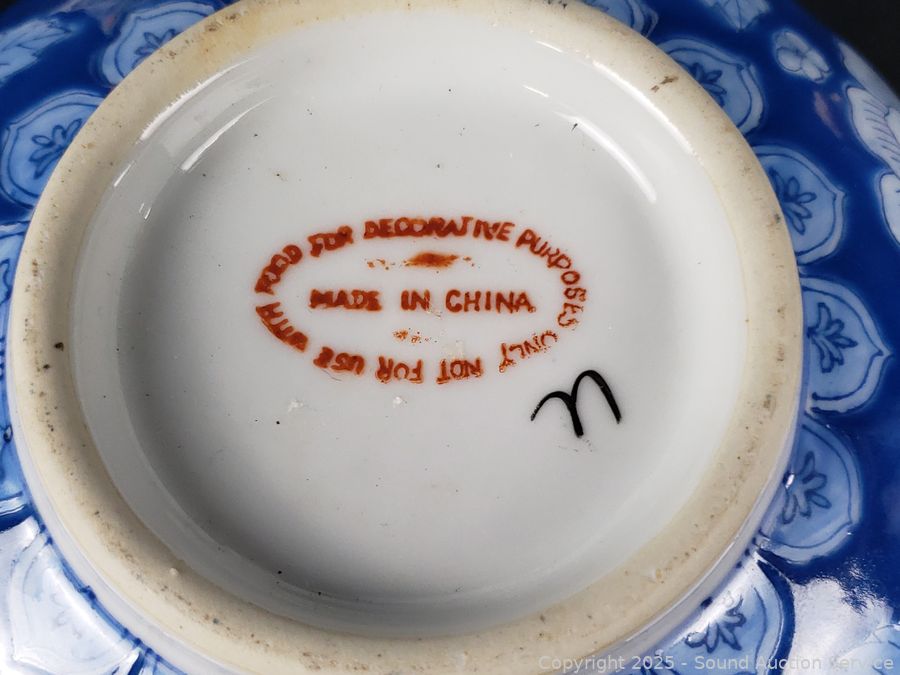 FOR DECORATIVE PURPOSES ONLY NOT FOR USE WITH FOOD
MADE IN CHINA
n
Copyright © 2025 - Sound Auction Service